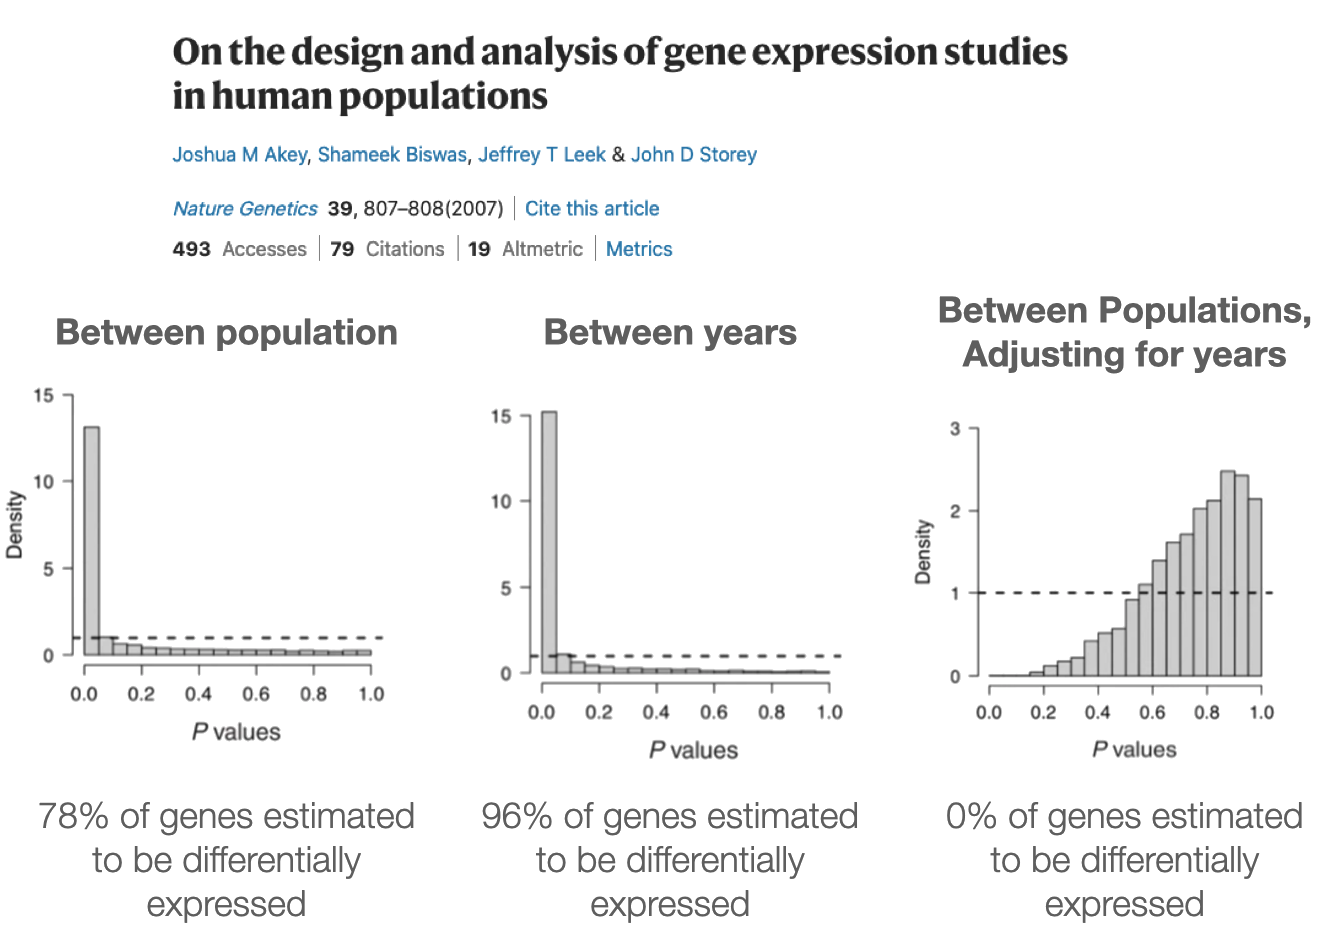 On the design and analysis of gene expression studies
in human populations
Joshua M Akey, Shameek Biswas, Jeffrey T Leek & John D Storey
Nature Genetics 39, 807–808(2007) | Cite this article
493 Accesses | 79 Citations | 19 Altmetric | Metrics
Between population
15
10
5
0
Density
0.0 0.2 0.4 0.6 0.8 1.0
P values
78% of genes estimated
to be differentially
expressed
Between years
15
10
5
0
0.0 0.2 0.4 0.6 0.8 1.0
P values
96% of genes estimated
to be differentially
expressed
Between Populations,
Adjusting for years
3
2
1
0
Density
0.0 0.2 0.4 0.6 0.8 1.0
P values
0% of genes estimated
to be differentially
expressed